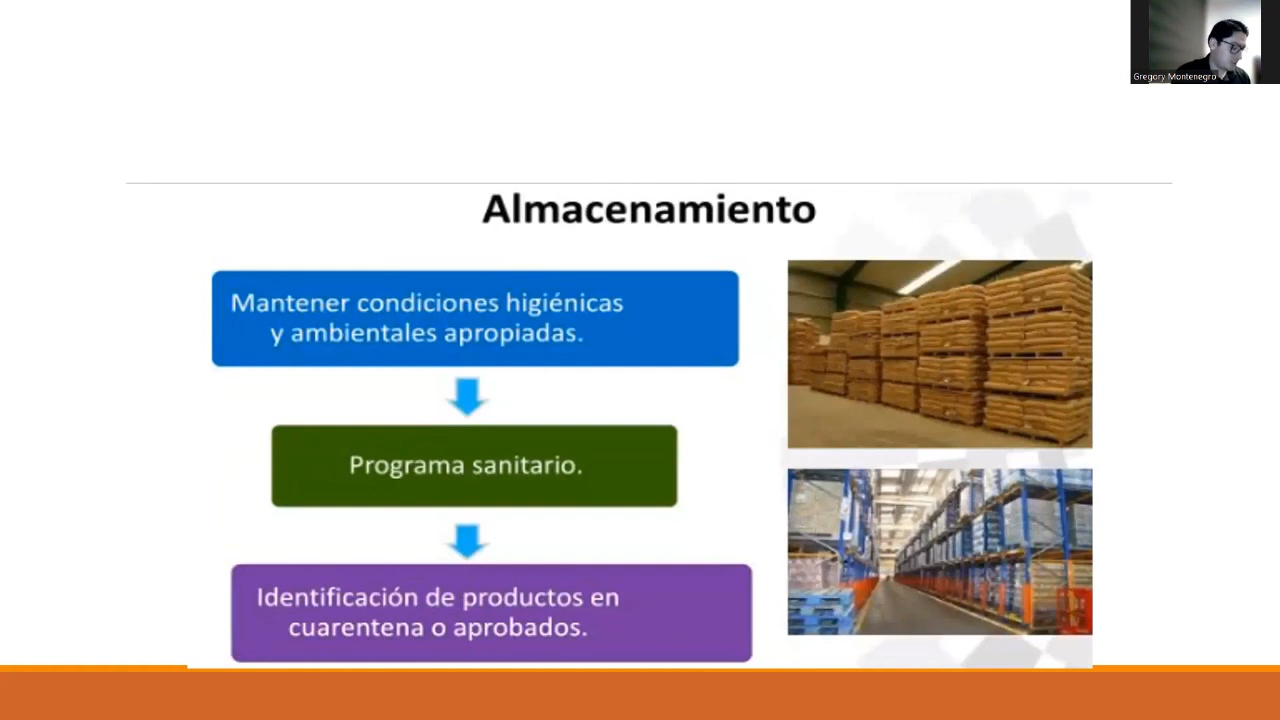 Gregory Montenegro
Almacenamiento
Mantener condiciones higiénicas
y ambientales apropiadas.
Programa sanitario.
Identificación de productos en
cuarentena o aprobados.